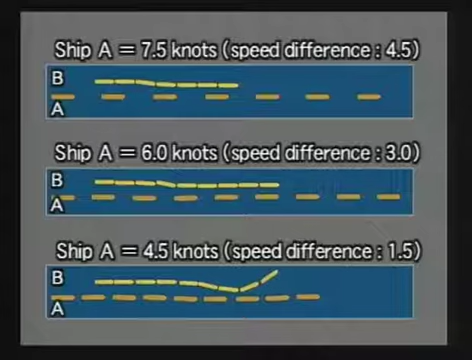 Ship A = 7.5 knots (speed difference : 4.5)
B
A
Ship A = 6.0 knots (speed difference : 3.0)
B
A
Ship A = 4.5 knots (speed difference : 1.5)
B
A